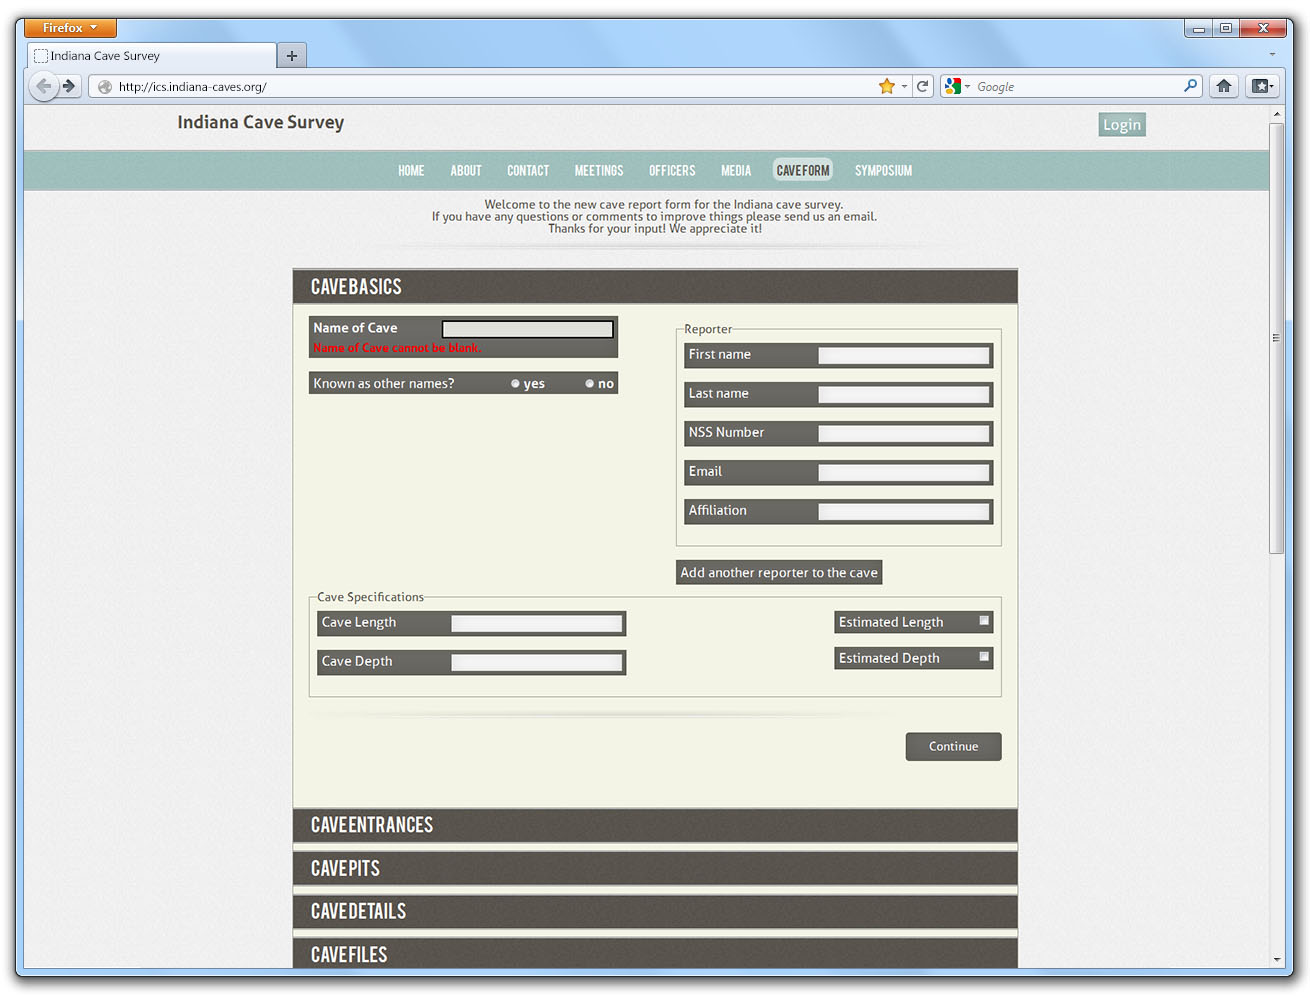 Firefox
Indiana Cave Survey
http://ics.indiana-caves.org/
Google
Indiana Cave Survey
Login
HOME ABOUT CONTACT MEETINGS OFFICERS MEDIA CAVEFORM SYMPOSIUM
Welcome to the new cave report form for the Indiana cave survey.
If you have any questions or comments to improve things please send us an email.
Thanks for your input! We appreciate it!
CAVEBASICS
Name of Cave
Name of Cave cannot be blank.
Known as other names? yes no
Reporter
First name
Last name
NSS Number
Email
Affiliation
Add another reporter to the cave
Cave Specifications
Cave Length
Estimated Length
Cave Depth
Estimated Depth
Continue
CAVEENTRANCES
CAVEPITS
CAVEDETAILS
CAVEFILES